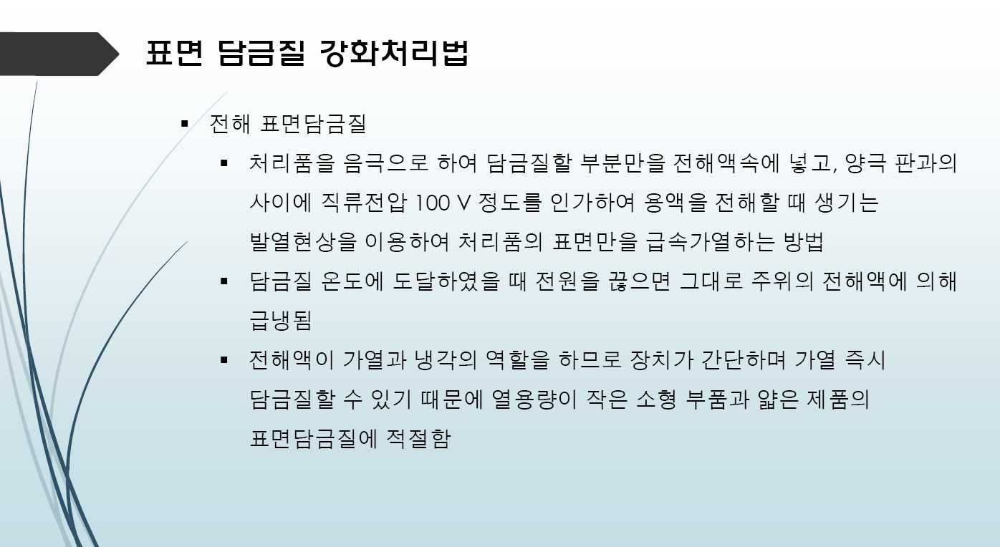 표면 담금질 강화처리법
▪ 전해 표면담금질
▪ 처리품을 음극으로 하여 담금질할 부분만을 전해액속에 넣고, 양극 판과의
사이에 직류전압 100 V 정도를 인가하여 용액을 전해할 때 생기는
발열현상을 이용하여 처리품의 표면만을 급속가열하는 방법
▪ 담금질 온도에 도달하였을 때 전원을 끊으면 그대로 주위의 전해액에 의해
급냉됨
▪ 전해액이 가열과 냉각의 역할을 하므로 장치가 간단하며 가열 즉시
담금질할 수 있기 때문에 열용량이 작은 소형 부품과 얇은 제품의
표면담금질에 적절함